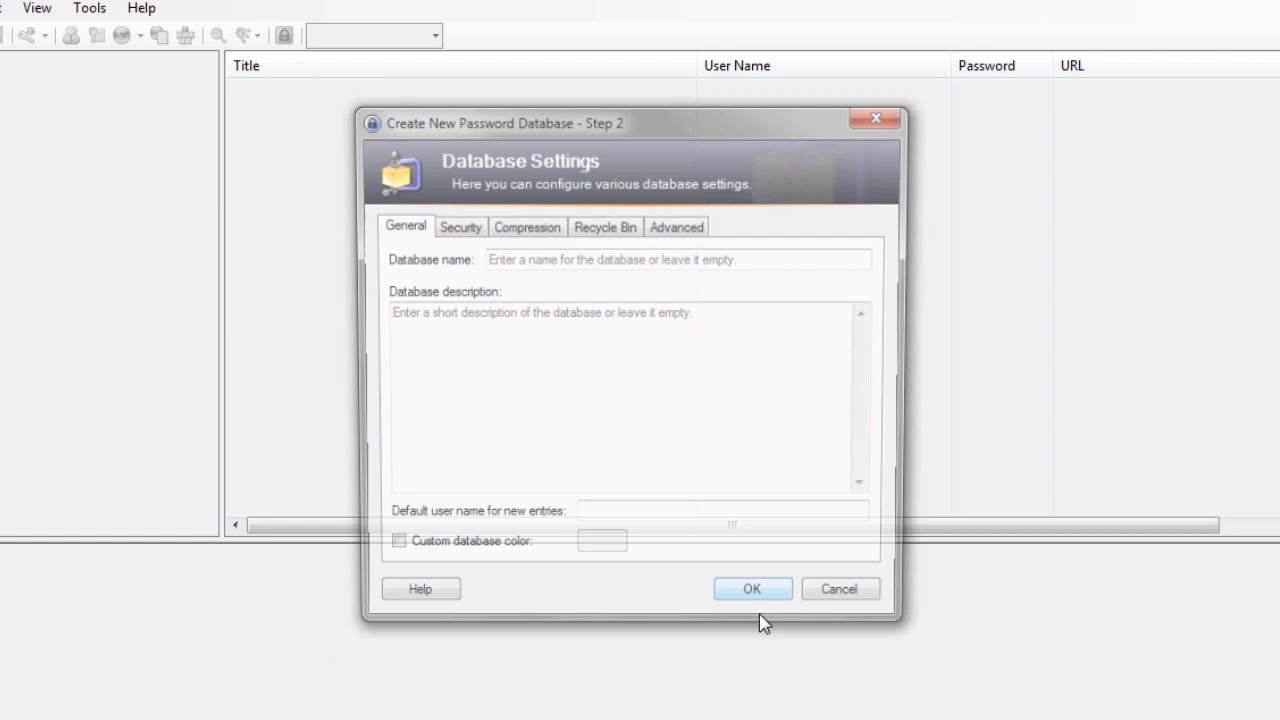 View Tools Help
Title User Name Password URL
Create New Password Database - Step 2
Database Settings
Here you can configure various database settings.
General Security Compression Recycle Bin Advanced
Database name: Enter a name for the database or leave it empty.
Database description:
Enter a short description of the database or leave it empty.
Default user name for new entries:
Custom database color:
Help OK Cancel